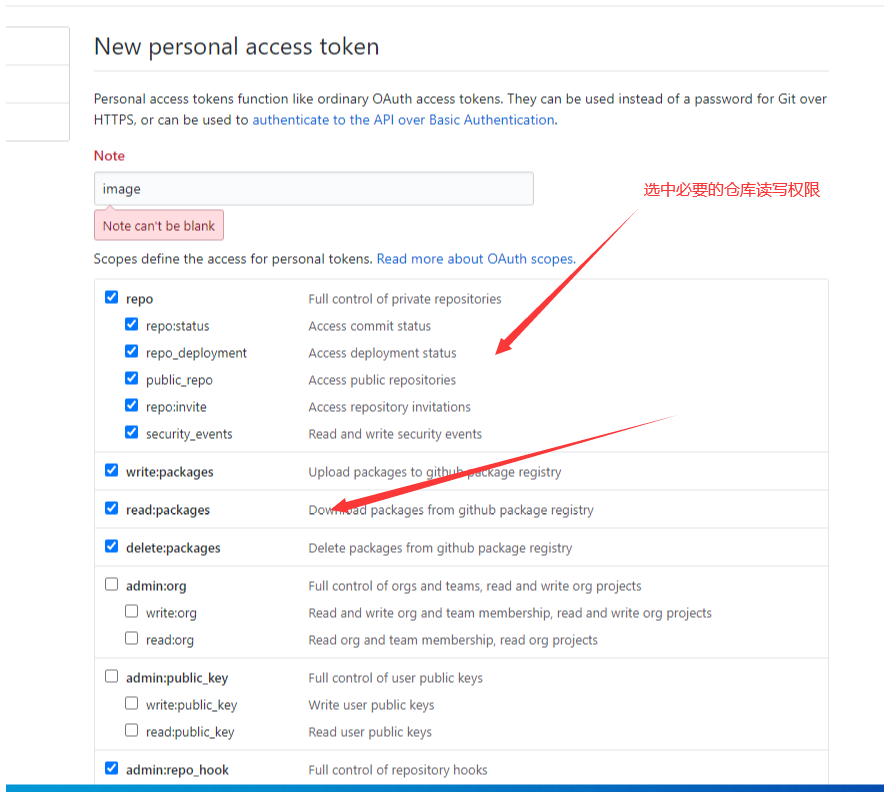 New personal access token
Personal access tokens function like ordinary OAuth access tokens. They can be used instead of a password for Git over
HTTPS, or can be used to authenticate to the API over Basic Authentication.
Note
image
选中必要的仓库读写权限
Note can't be blank
Scopes define the access for personal tokens. Read more about OAuth scopes.
repo Full control of private repositories
repo:status Access commit status
repo_deployment Access deployment status
public_repo Access public repositories
repo:invite Access repository invitations
security_events Read and write security events
write:packages Upload packages to github package registry
read:packages Download packages from github package registry
delete:packages Delete packages from github package registry
admin:org Full control of orgs and teams, read and write org projects
write:org Read and write org and team membership, read and write org projects
read:org Read org and team membership, read org projects
admin:public_key Full control of user public keys
write:public_key Write user public keys
read:public_key Read user public keys
admin:repo_hook Full control of repository hooks